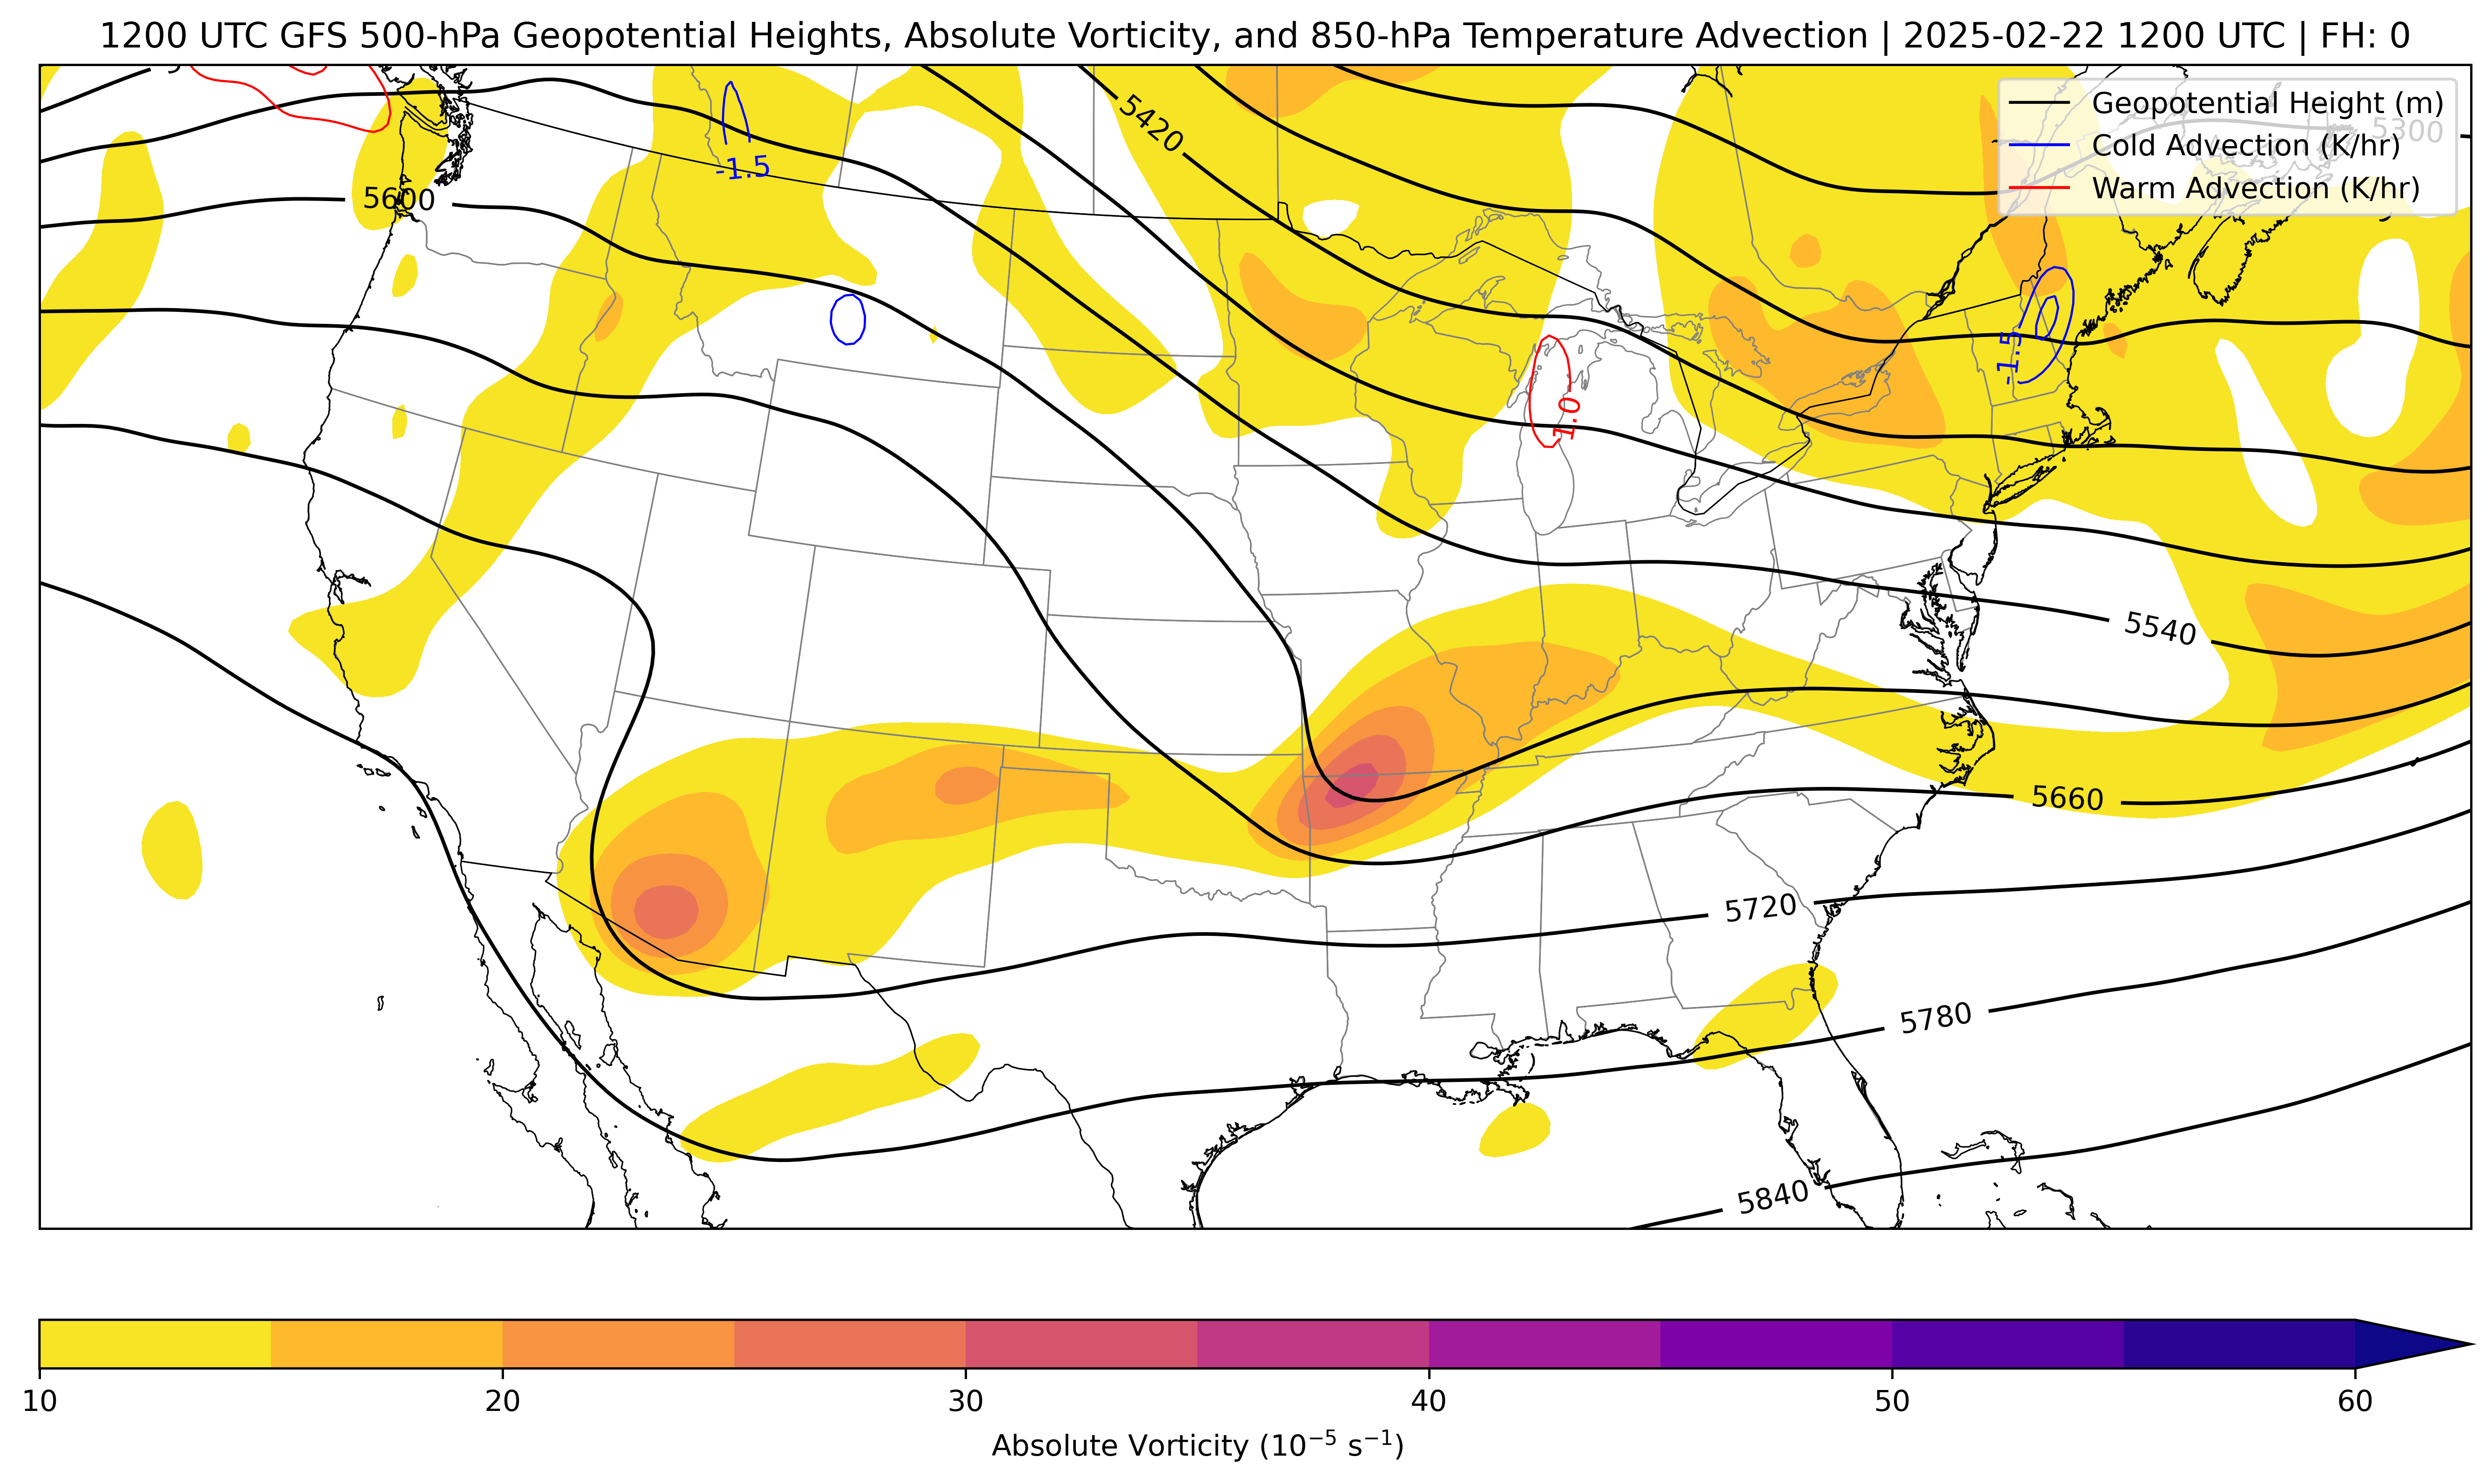 1200 UTC GFS 500-hPa Geopotential Heights, Absolute Vorticity, and 850-hPa Temperature Advection | 2025-02-22 1200 UTC | FH: 0
Geopotential Height (m)
Cold Advection (K/hr)
Warm Advection (K/hr)
5300
5420
-1.5
5600
-1.5
1.0
5540
5660
5720
5780
5840
10 20 30 40 50 60
Absolute Vorticity (10⁻⁵ s⁻¹)